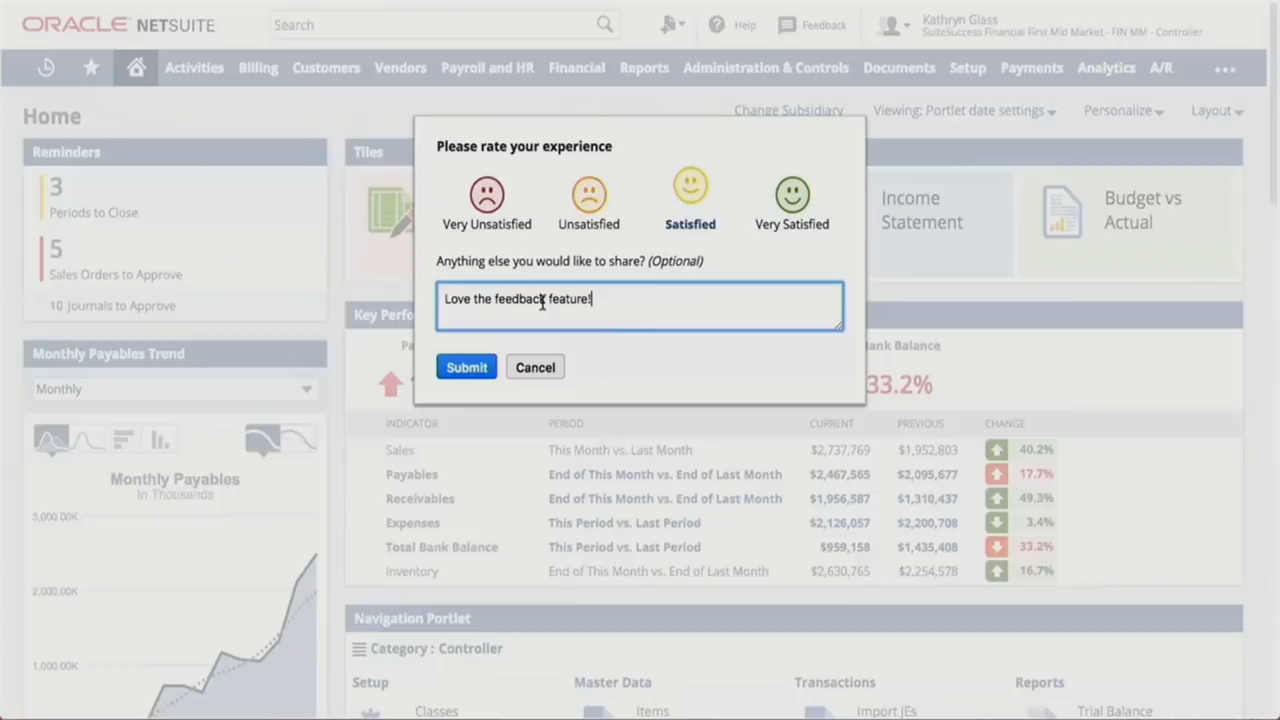 ORACLE NETSUITE
Search
Help
Feedback
Kathryn Glass
SuiteSuccess Financial First Mid Market - FIN MM - Controller
Activities Billing Customers Vendors Payroll and HR Financial Reports Administration & Controls Documents Setup Payments Analytics A/R
Home
Change Subsidiary
Viewing: Portlet date settings
Personalize
Layout
Reminders
3
Periods to Close
5
Sales Orders to Approve
10 Journals to Approve
Tiles
Income
Statement
Budget vs
Actual
Please rate your experience
Very Unsatisfied
Unsatisfied
Satisfied
Very Satisfied
Anything else you would like to share? (Optional)
Love the feedback feature!
Submit
Cancel
Monthly Payables Trend
Monthly
Monthly Payables
In Thousanda
3,000.00K
2,000.00K
1,000.00K
Key Perfo
Pa
Bank Balance
33.2%
INDICATOR PERIOD CURRENT PREVIOUS CHANGE
Sales This Month vs. Last Month $2,737,769 $1,952,803 40.2%
Payables End of This Month vs. End of Last Month $2,467,565 $2,095,677 17.7%
Receivables End of This Month vs. End of Last Month $1,956,587 $1,310,437 49.3%
Expenses This Period vs. Last Period $2,126,057 $2,200,708 3.4%
Total Bank Balance This Period vs. Last Period $959,158 $1,435,408 33.2%
Inventory End of This Month vs. End of Last Month $2,630,765 $2,254,578 16.7%
Navigation Portlet
Category : Controller
Setup Master Data Transactions Reports
Classes Items Import JEs Trial Balance